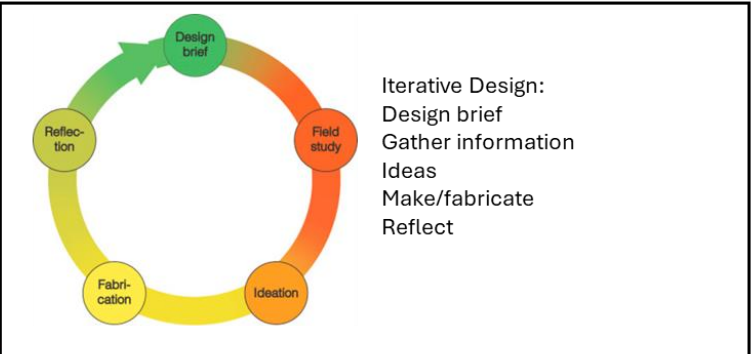 Design
brief
Field
study
Ideation
Fabri-
cation
Reflec-
tion
Iterative Design:
Design brief
Gather information
Ideas
Make/fabricate
Reflect